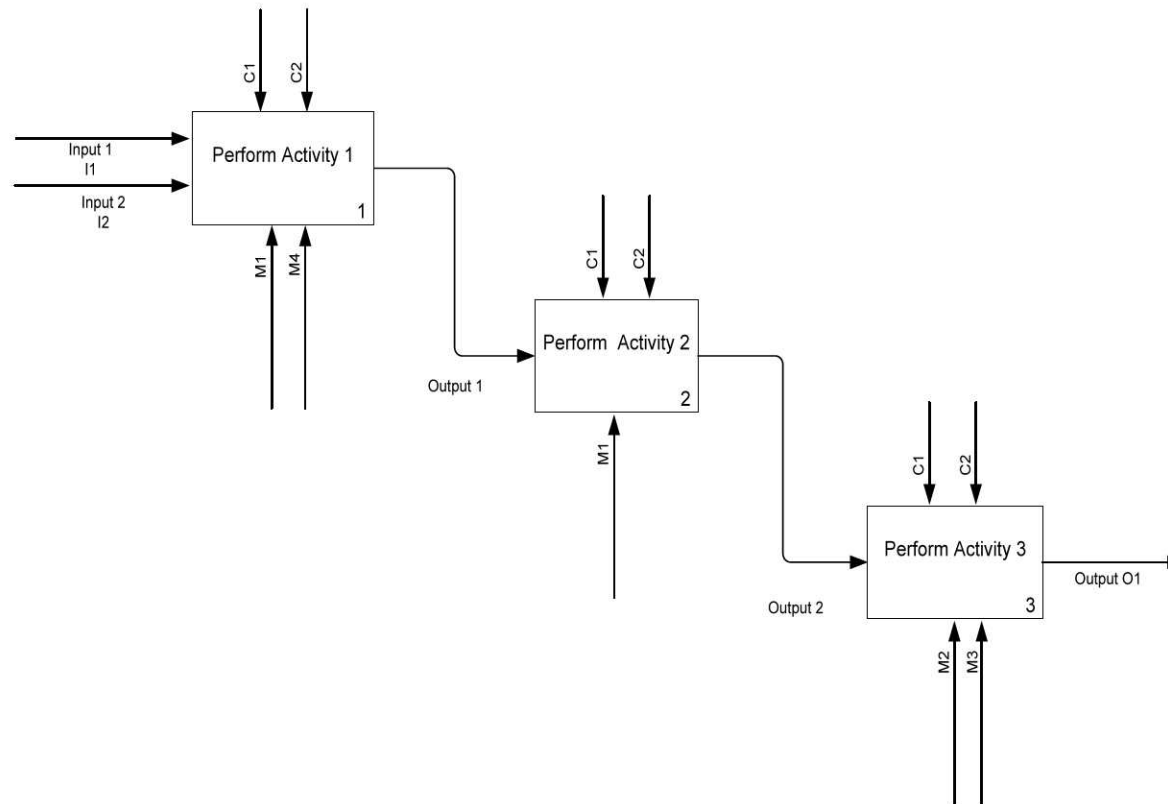 C1
C2
Input 1
I1
Input 2
I2
Perform Activity 1
1
M1
M4
Output 1
C1
C2
Perform  Activity 2
2
M1
Output 2
C1
C2
Perform Activity 3
3
M2
M3
Output O1